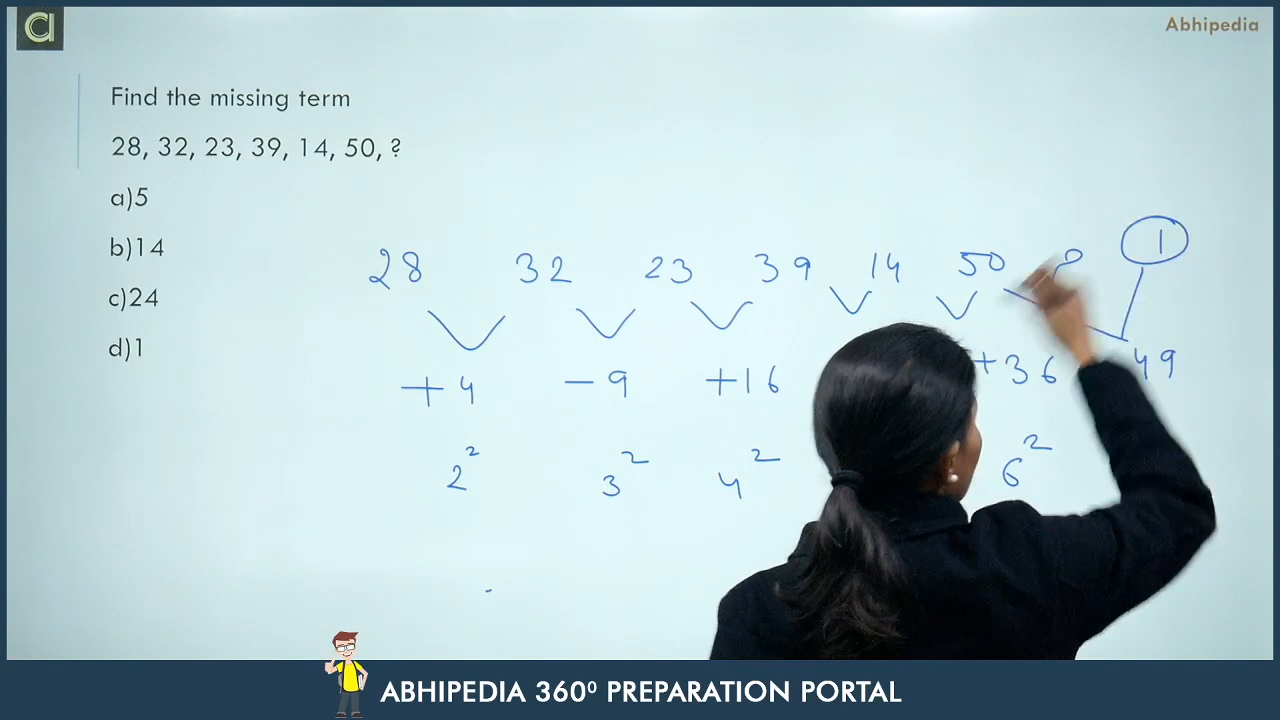 a
Abhipedia
Find the missing term
28, 32, 23, 39, 14, 50, ?
a)5
b)14
c)24
d)1
28 32 23 39 14 50 1
+4 -9 +16 +36 49
2² 3² 4² 6²
ABHIPEDIA 360⁰ PREPARATION PORTAL